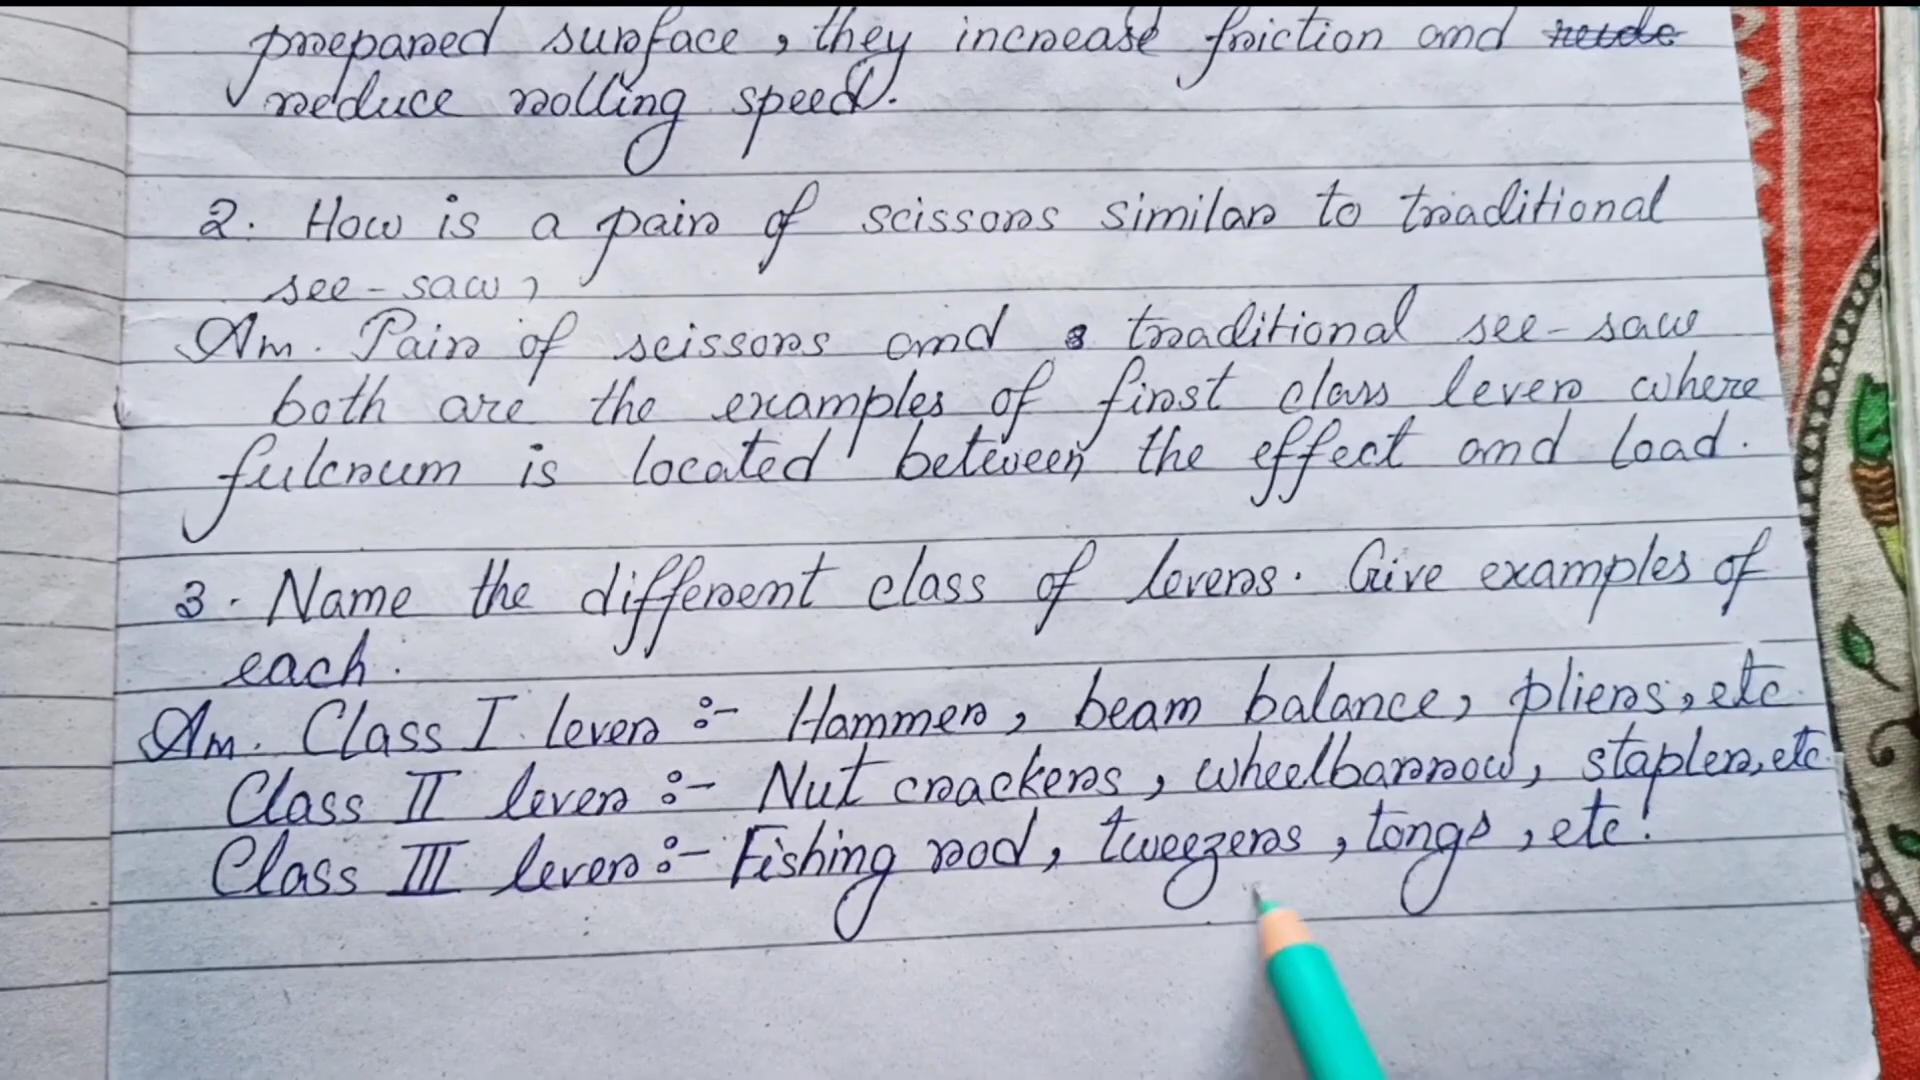 prepared surface, they increase friction and
reduce rolling speed.
2. How is a pair of scissors similar to traditional
see-saw,
Ans. Pair of scissors and traditional see-saw
both are the examples of first class lever where
fulcrum is located between the effect and load.
3. Name the different class of levers. Give examples of
each.
Ans. Class I lever :- Hammer, beam balance, pliers, etc.
Class II lever :- Nut crackers, wheelbarrow, stapler, etc.
Class III lever :- Fishing rod, tweezers, tongs, etc.